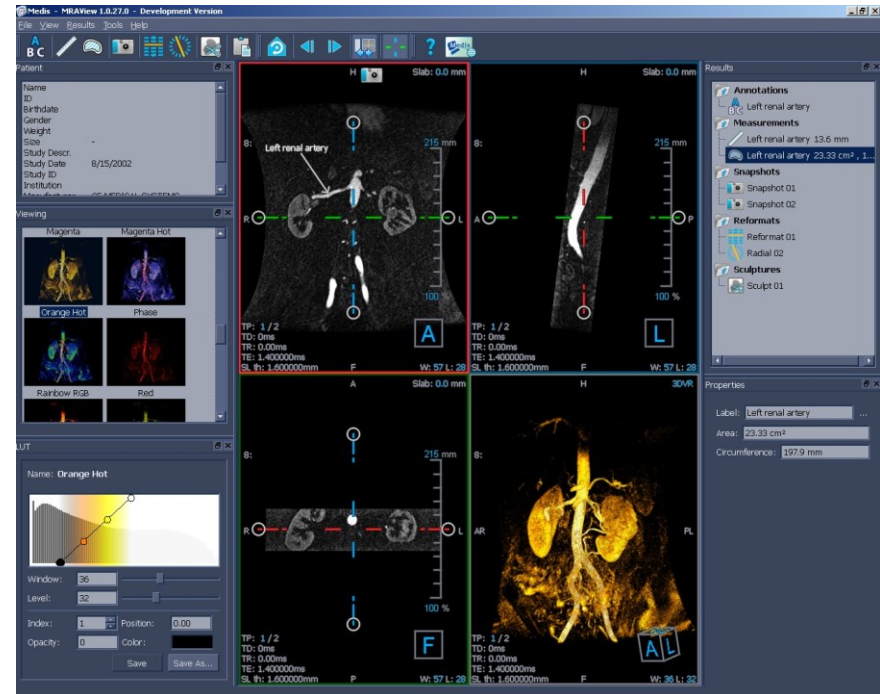 Medis - MRAView 1.0.27.0 - Development Version
File View Results Tools Help
A
B C
?
Medis
Patient
Name
ID
Birthdate
Gender
Weight
Size -
Study Descr.
Study Date 8/15/2002
Study ID
Institution
Viewing
Magenta Magenta Hot
Orange Hot Phase
Rainbow RGB Red
LUT
Name: Orange Hot
Window: 36
Level: 32
Index: 1 Position: 0.00
Opacity: 0 Color:
Save Save As...
H Slab: 0.0 mm
8:
215 mm
Left renal artery
R L
100 %
TP: 1/2
TD: 0ms
TR: 0.00ms
TE: 1.400000ms
SL th: 1.600000mm F W: 57 L: 28
A
H Slab: 0.0 mm
8:
215 mm
A P
100 %
TP: 1/2
TD: 0ms
TR: 0.00ms
TE: 1.400000ms
SL th: 1.600000mm F W: 57 L: 28
L
A Slab: 0.0 mm
8:
215 mm
R L
100 %
TP: 1/2
TD: 0ms
TR: 0.00ms
TE: 1.400000ms
SL th: 1.600000mm P W: 57 L: 28
F
H 3DVR
8:
AR PL
TP: 1/2
TD: 0ms
TR: 0.00ms
TE: 1.400000ms
SL th: 1.600000mm F W: 36 L: 32
A L
Results
Annotations
A
B C
Left renal artery
Measurements
Left renal artery 13.6 mm
Left renal artery 23.33 cm², 1...
Snapshots
Snapshot 01
Snapshot 02
Reformats
Reformat 01
Radial 02
Sculptures
Sculpt 01
Properties
Label: Left renal artery ...
Area: 23.33 cm²
Circumference: 197.9 mm